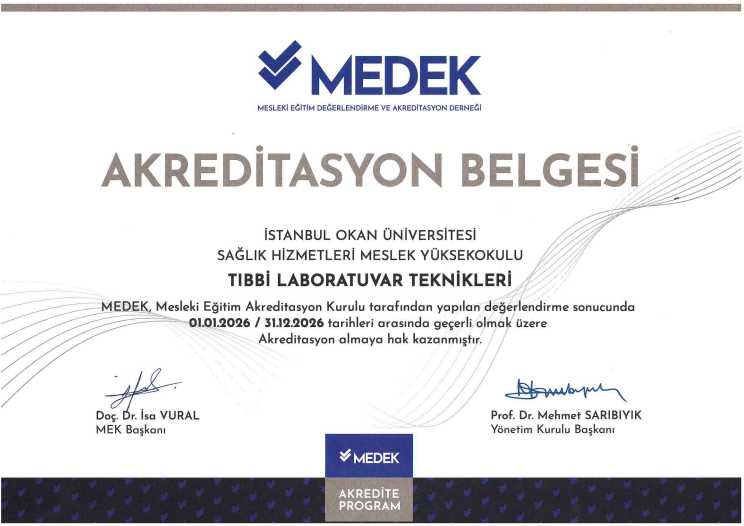 MEDEK
MESLEKİ EĞİTİM DEĞERLENDİRME VE AKREDİTASYON DERNEĞİ
AKREDİTASYON BELGESİ
İSTANBUL OKAN ÜNİVERSİTESİ
SAĞLIK HİZMETLERİ MESLEK YÜKSEKOKULU
TIBBİ LABORATUVAR TEKNİKLERİ
MEDEK, Mesleki Eğitim Akreditasyon Kurulu tarafından yapılan değerlendirme sonucunda
01.01.2026 / 31.12.2026 tarihleri arasında geçerli olmak üzere
Akreditasyon almaya hak kazanmıştır.
Doç. Dr. İsa VURAL
MEK Başkanı
Prof. Dr. Mehmet SARIBIYIK
Yönetim Kurulu Başkanı
MEDEK
AKREDİTE
PROGRAM